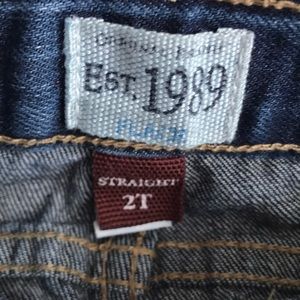 EST. 1989
PLACE
STRAIGHT
2T